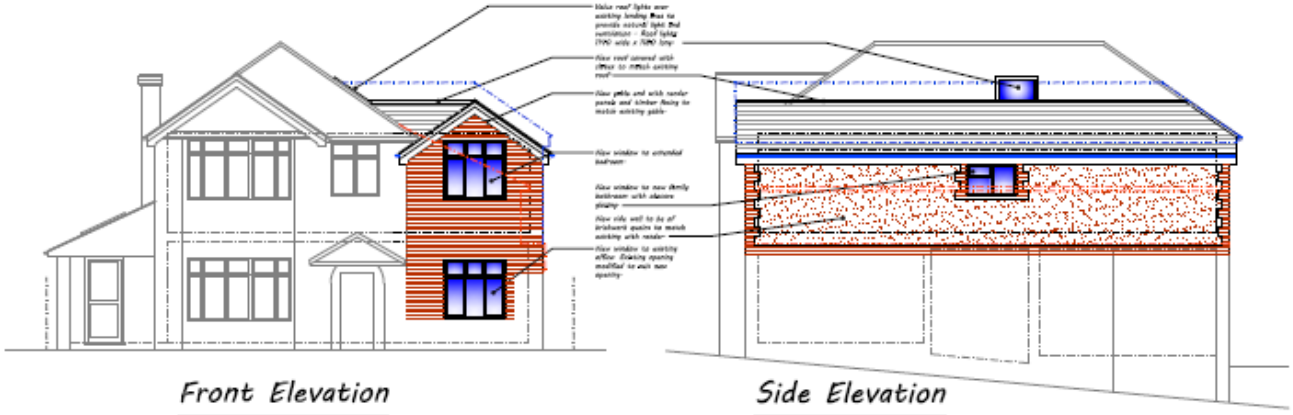 Velux roof lights over
existing landing area to
provide natural light and
ventilation - Roof lights
wide x long
New roof covered with
to match existing
roof
New gable end with render
panels and timber facing to
match existing gable
New window to extended
bedroom
New window to new family
bathroom with obscure
glazing
New side wall to be of
brickwork quoins to match
existing with render
New window to existing
office Existing opening
modified to suit new
opening
Front Elevation
Side Elevation